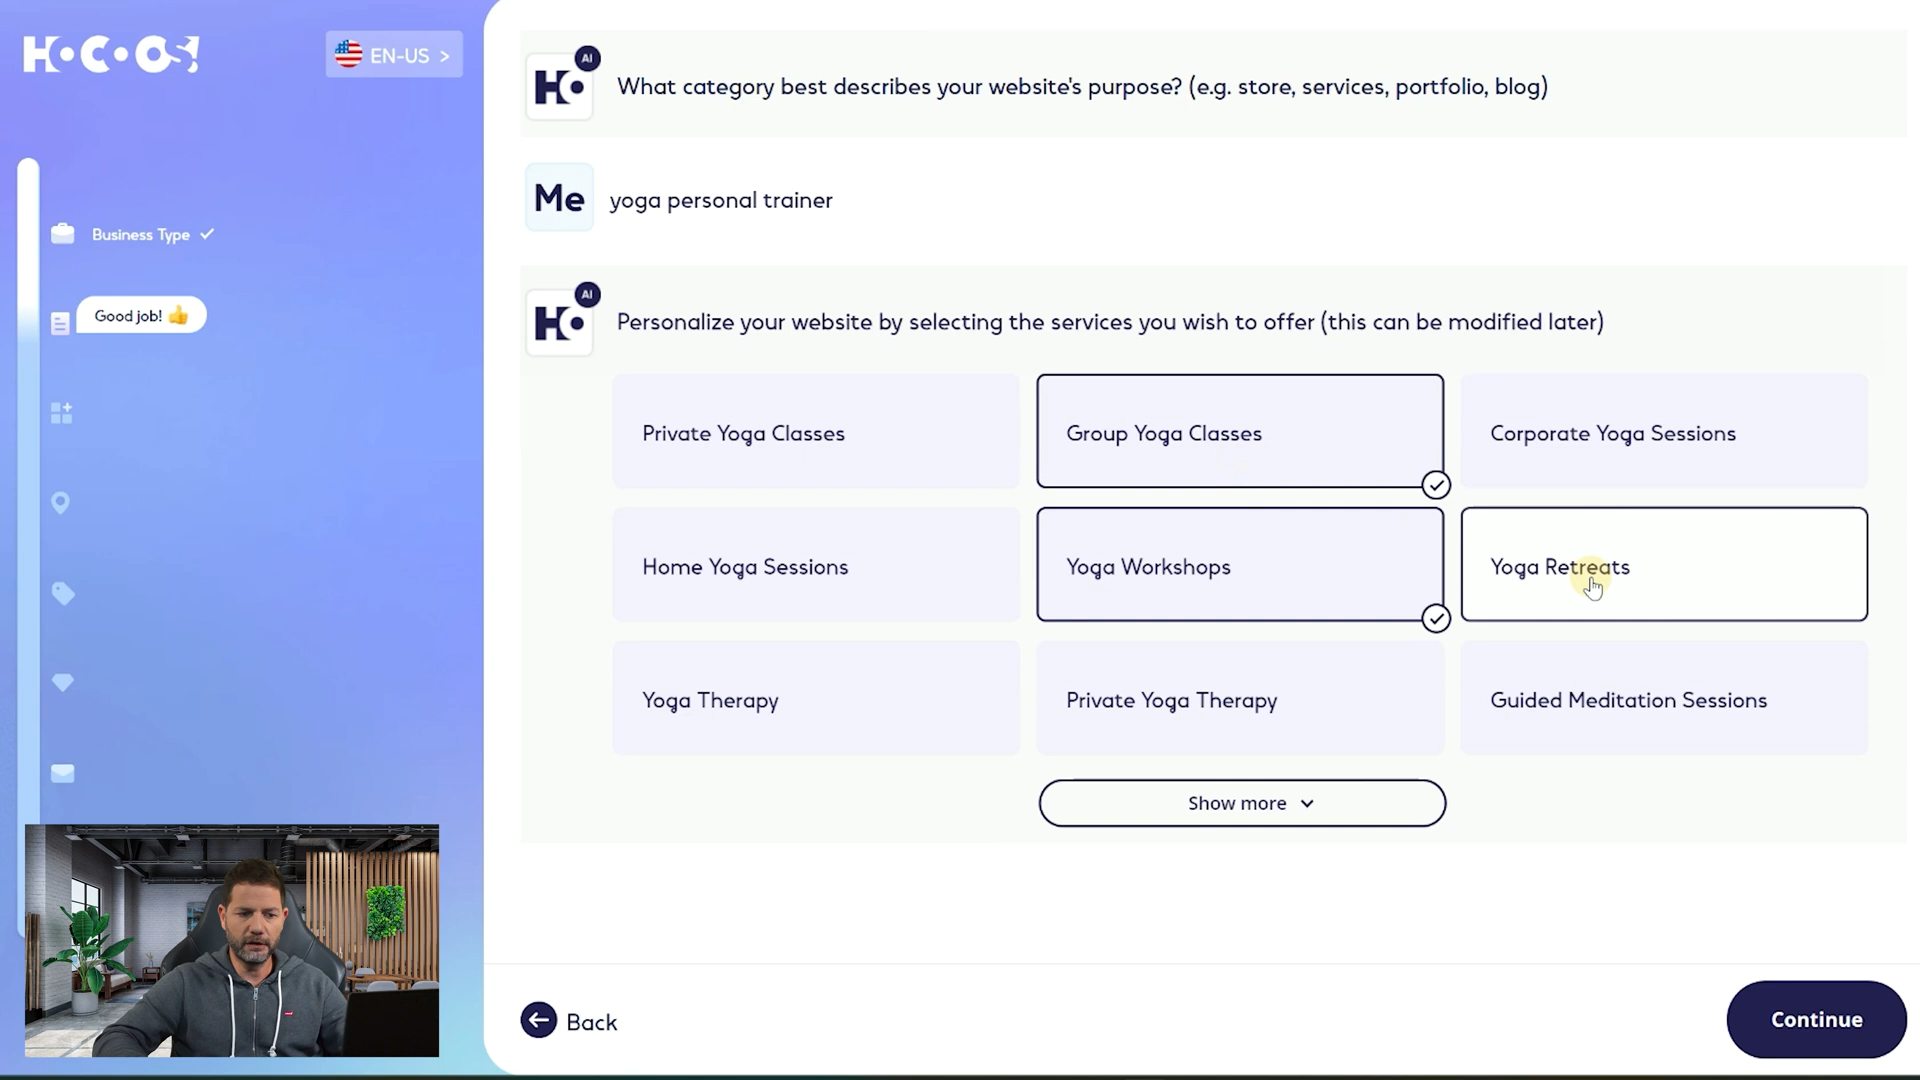 HOCOOS!
EN-US >
Business Type
Good job! 👍
AI
HO
What category best describes your website's purpose? (e.g. store, services, portfolio, blog)
Me
yoga personal trainer
AI
HO
Personalize your website by selecting the services you wish to offer (this can be modified later)
Private Yoga Classes
Group Yoga Classes
Corporate Yoga Sessions
Home Yoga Sessions
Yoga Workshops
Yoga Retreats
Yoga Therapy
Private Yoga Therapy
Guided Meditation Sessions
Show more
Back
Continue